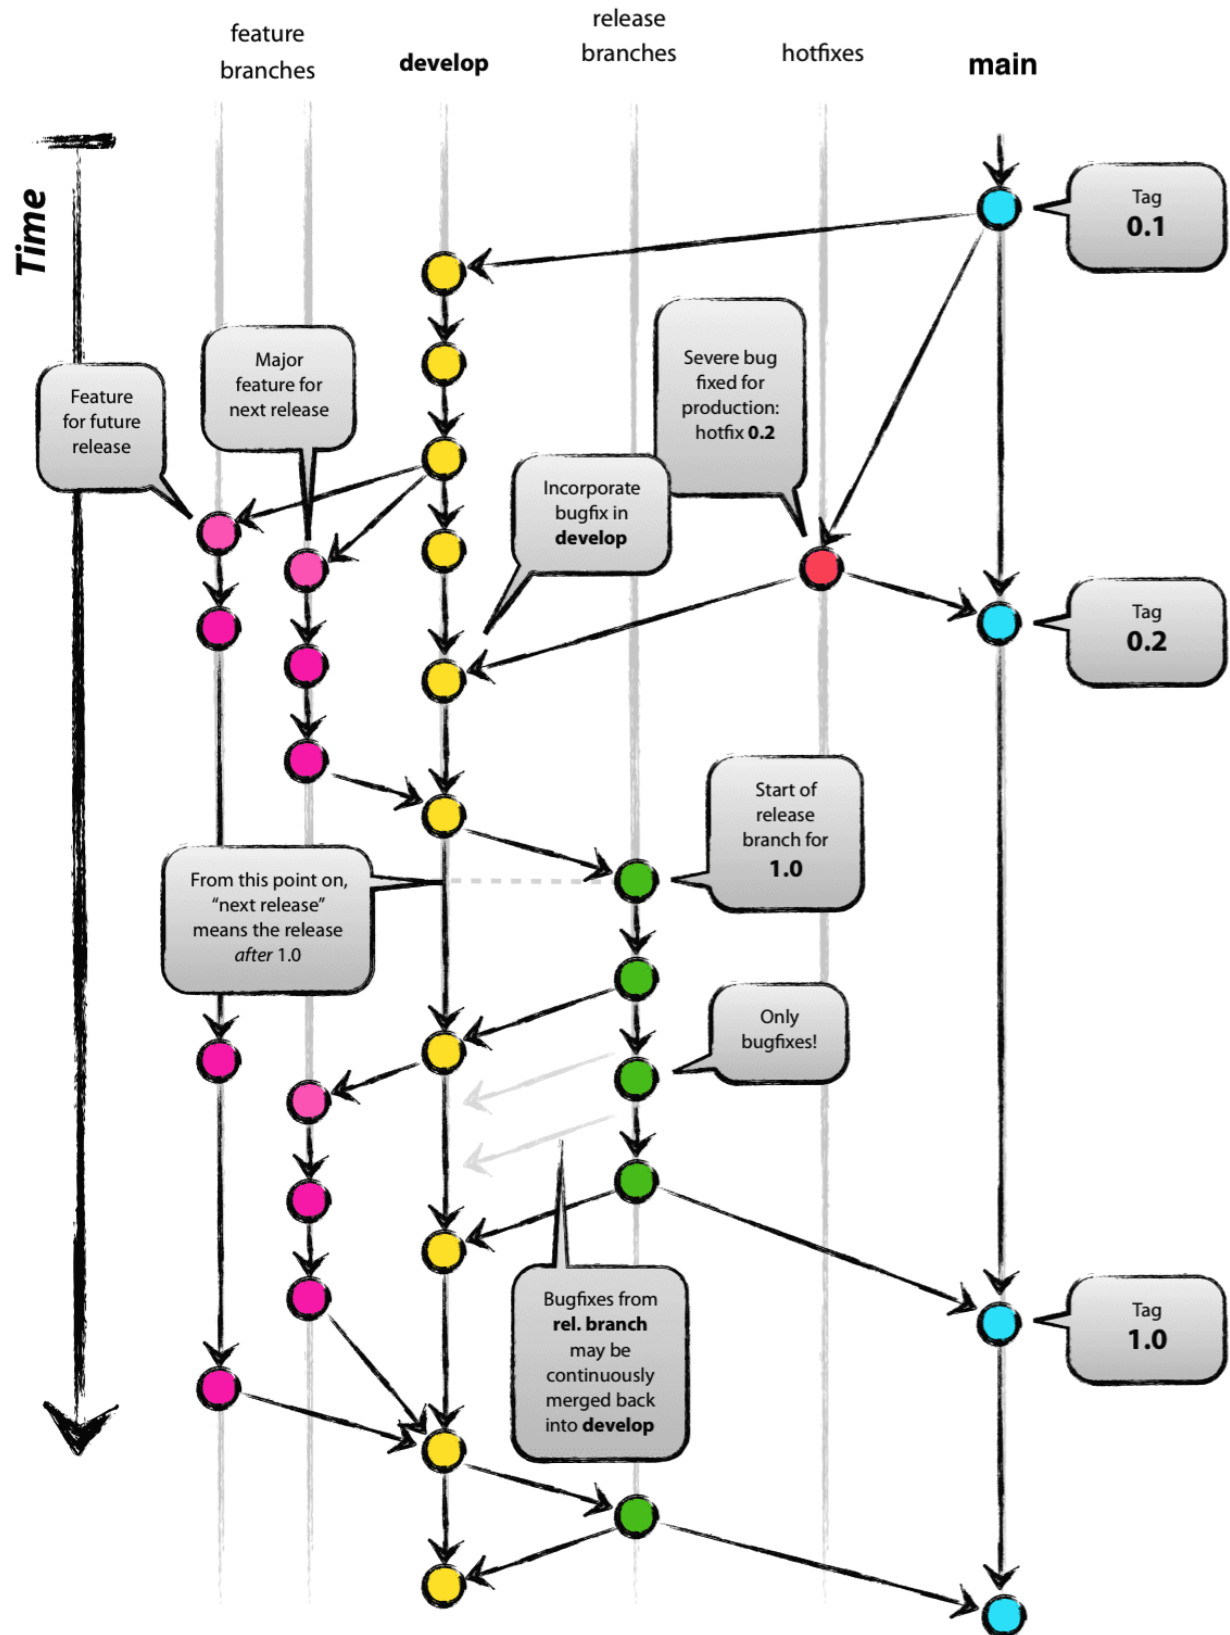 feature
branches
develop
release
branches
hotfixes
main
Time
Tag
0.1
Severe bug
fixed for
production:
hotfix 0.2
Major
feature for
next release
Feature
for future
release
Incorporate
bugfix in
develop
Tag
0.2
Start of
release
branch for
1.0
From this point on,
“next release”
means the release
after 1.0
Only
bugfixes!
Bugfixes from
rel. branch
may be
continuously
merged back
into develop
Tag
1.0